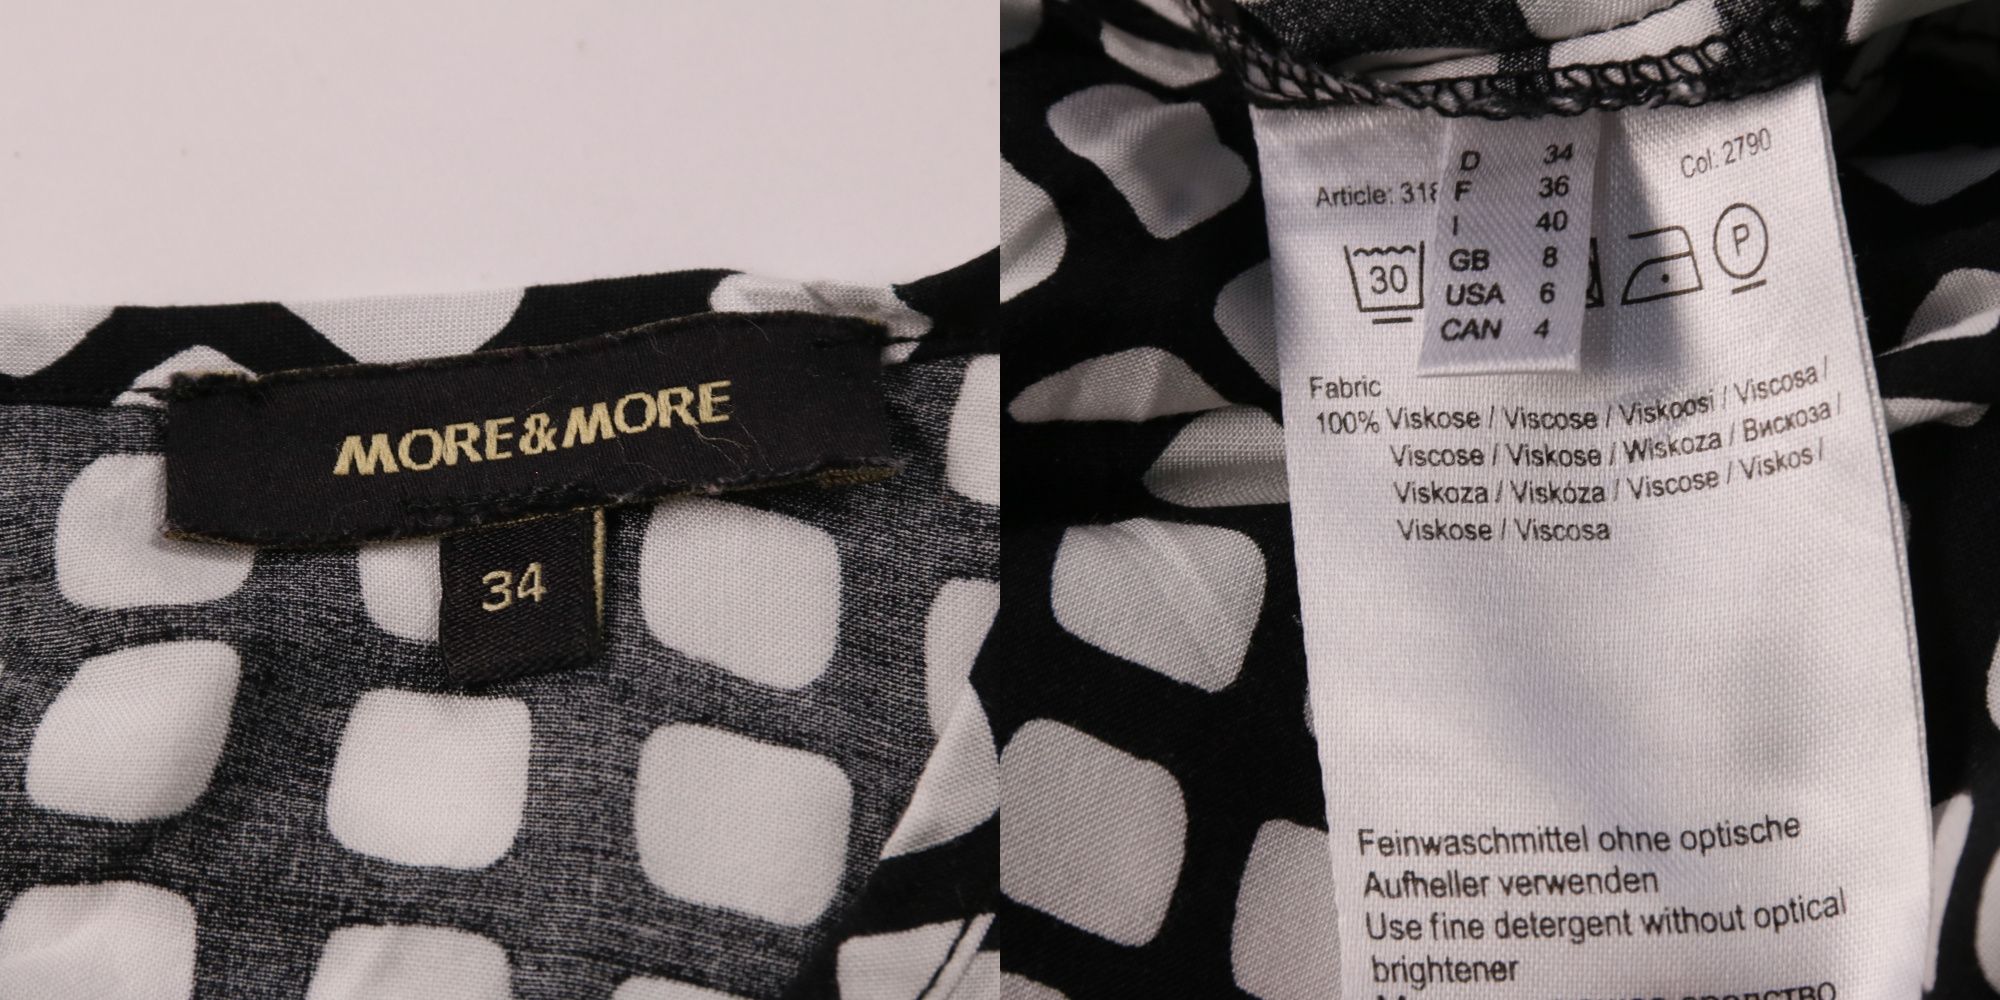 MORE&MORE
34
D 34
F 36
I 40
GB 8
USA 6
CAN 4
Article: 318
Col: 2790
30
P
Fabric
100% Viskose / Viscose / Viskoosi / Viscosa /
Viscose / Viskose / Wiskoza / Вискоза /
Viskoza / Viskóza / Viscose / Viskos /
Viskose / Viscosa
Feinwaschmittel ohne optische
Aufheller verwenden
Use fine detergent without optical
brightener